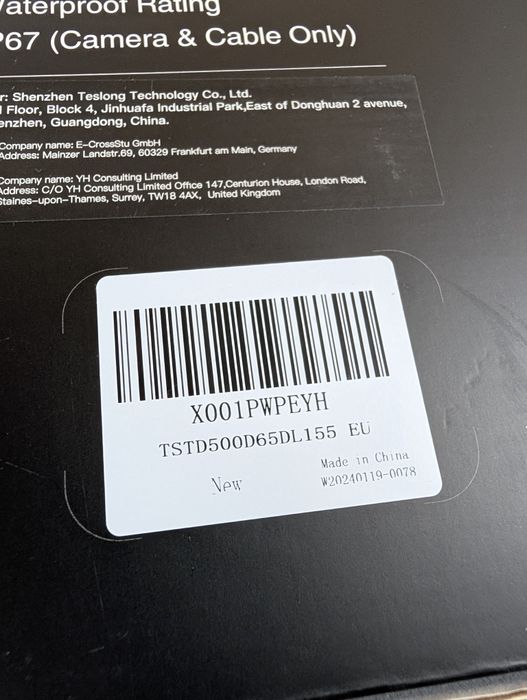 Waterproof Rating
P67 (Camera & Cable Only)
r: Shenzhen Teslong Technology Co., Ltd.
Floor, Block 4, Jinhuafa Industrial Park,East of Donghuan 2 avenue,
enzhen, Guangdong, China.
Company name: E-CrossStu GmbH
Address: Mainzer Landstr.69, 60329 Frankfurt am Main, Germany
Company name: YH Consulting Limited
Address: C/O YH Consulting Limited Office 147,Centurion House, London Road,
Staines-upon-Thames, Surrey, TW18 4AX, United Kingdom
X001PWPEYH
TSTD500D65DL155 EU
New
Made in China
W20240119-0078